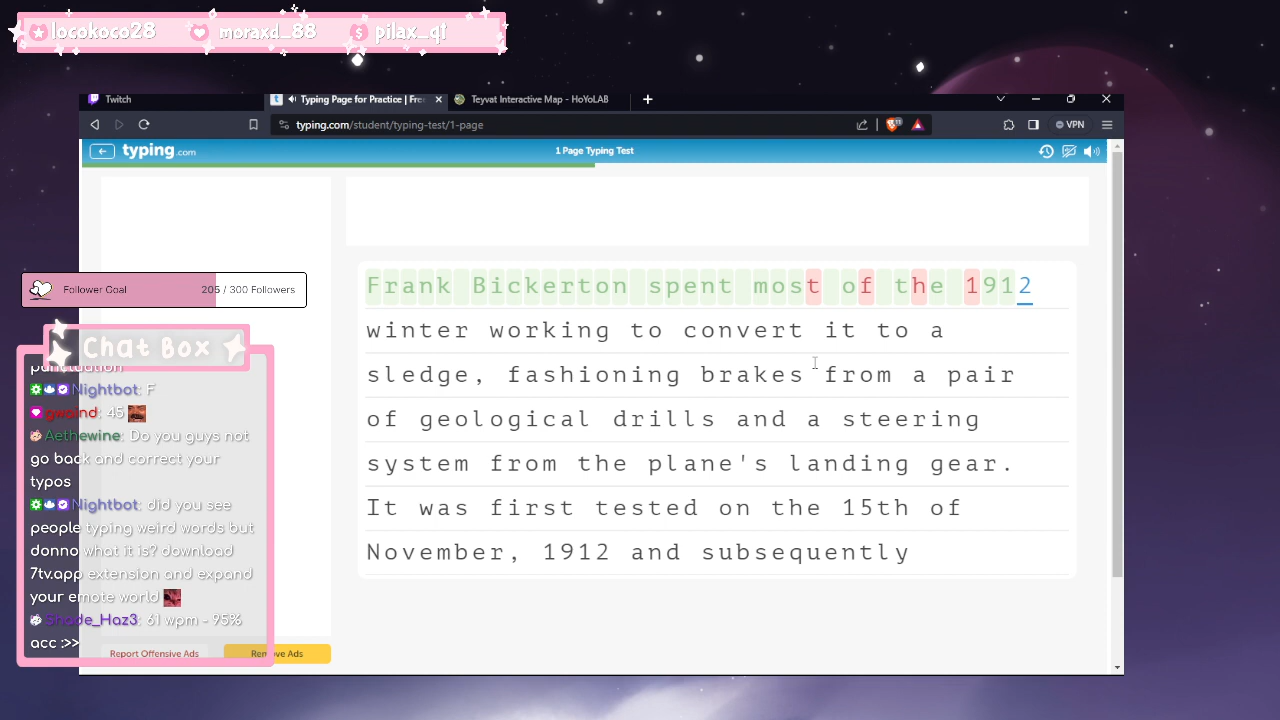 locokoco28 moraxd_88 pilax_qt
Twitch
Typing Page for Practice | Fre
Teyvat Interactive Map - HoYoLAB
typing.com/student/typing-test/1-page
11
VPN
typing.com
1 Page Typing Test
Frank Bickerton spent most of the 1912
winter working to convert it to a
sledge, fashioning brakes from a pair
of geological drills and a steering
system from the plane's landing gear.
It was first tested on the 15th of
November, 1912 and subsequently
Follower Goal
205 / 300 Followers
Chat Box
punctuation
Nightbot: F
gwaind: 45
Aethewine: Do you guys not
go back and correct your
typos
Nightbot: did you see
people typing weird words but
donno what it is? download
7tv.app extension and expand
your emote world
Shade_Haz3: 61 wpm - 95%
acc :>>
Report Offensive Ads
Remove Ads